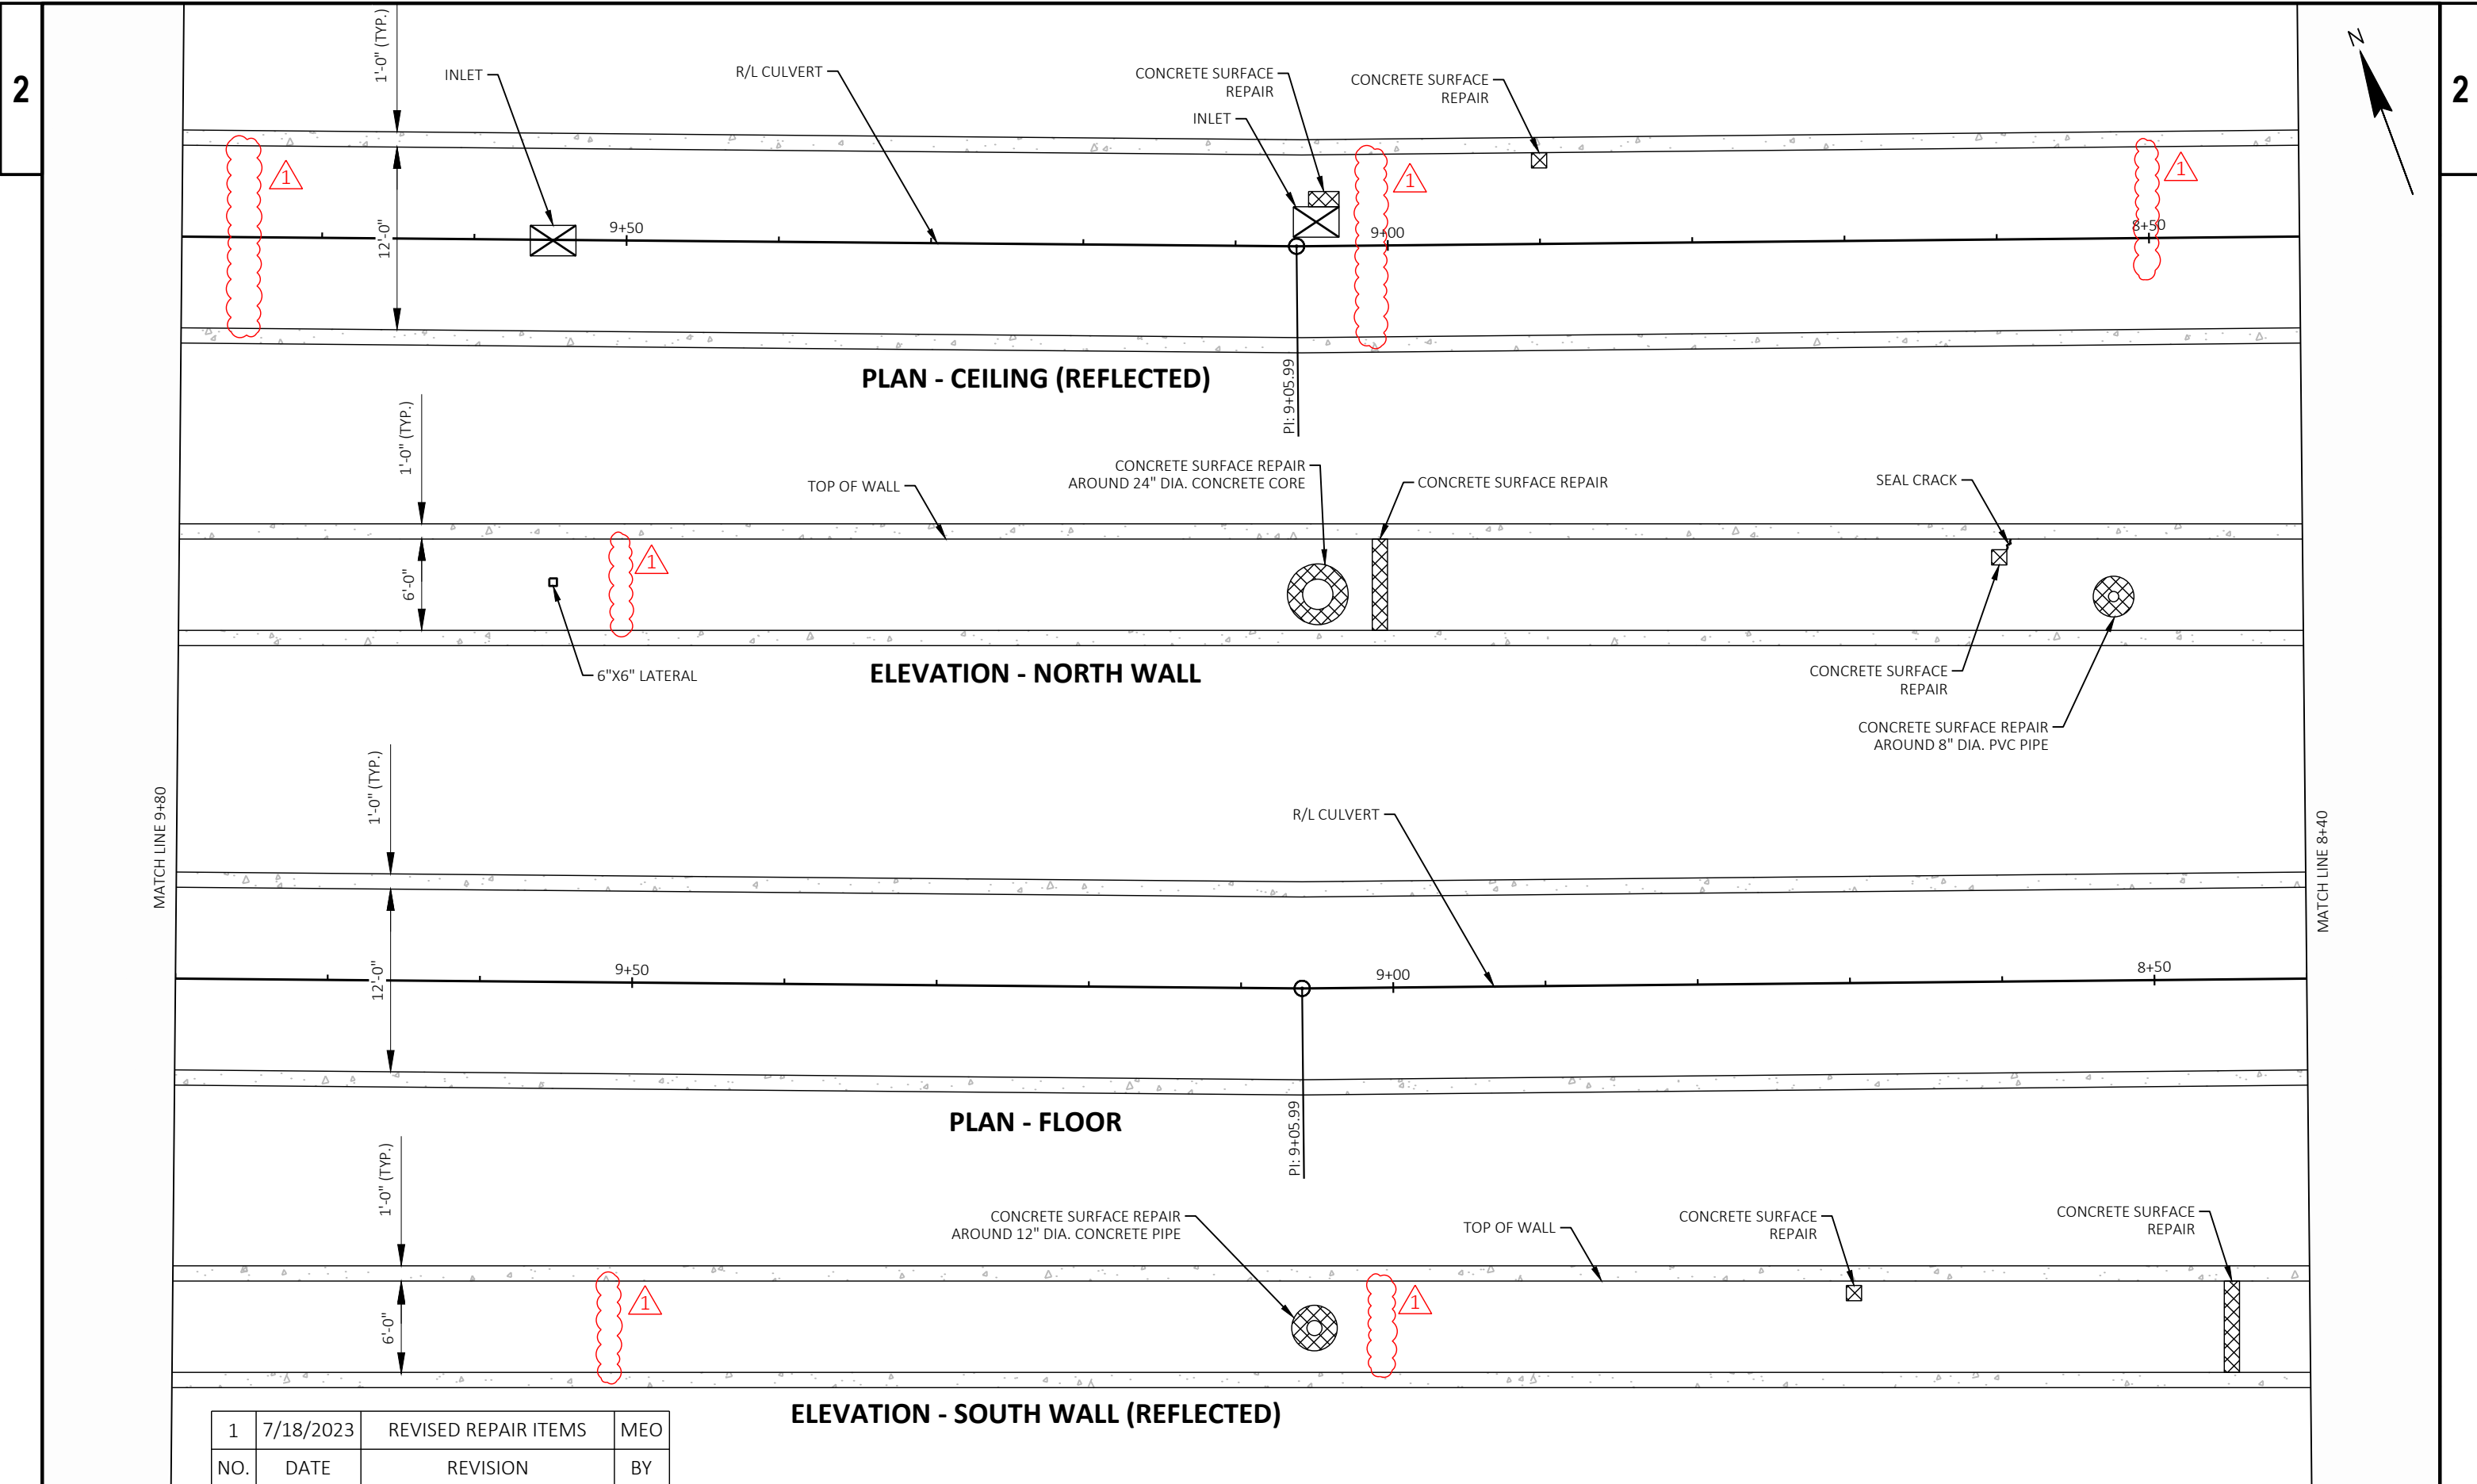 2
2
N
1'-0" (TYP.)
INLET
R/L CULVERT
CONCRETE SURFACE
REPAIR
INLET
CONCRETE SURFACE
REPAIR
1
1
1
12'-0"
9+50
9+00
8+50
PI: 9+05.99
PLAN - CEILING (REFLECTED)
1'-0" (TYP.)
TOP OF WALL
CONCRETE SURFACE REPAIR
AROUND 24" DIA. CONCRETE CORE
CONCRETE SURFACE REPAIR
SEAL CRACK
1
6'-0"
6"X6" LATERAL
ELEVATION - NORTH WALL
CONCRETE SURFACE
REPAIR
CONCRETE SURFACE REPAIR
AROUND 8" DIA. PVC PIPE
MATCH LINE 9+80
MATCH LINE 8+40
1'-0" (TYP.)
R/L CULVERT
12'-0"
9+50
9+00
8+50
PI: 9+05.99
PLAN - FLOOR
1'-0" (TYP.)
CONCRETE SURFACE REPAIR
AROUND 12" DIA. CONCRETE PIPE
TOP OF WALL
CONCRETE SURFACE
REPAIR
CONCRETE SURFACE
REPAIR
1
1
6'-0"
ELEVATION - SOUTH WALL (REFLECTED)
1 7/18/2023 REVISED REPAIR ITEMS MEO
NO. DATE REVISION BY